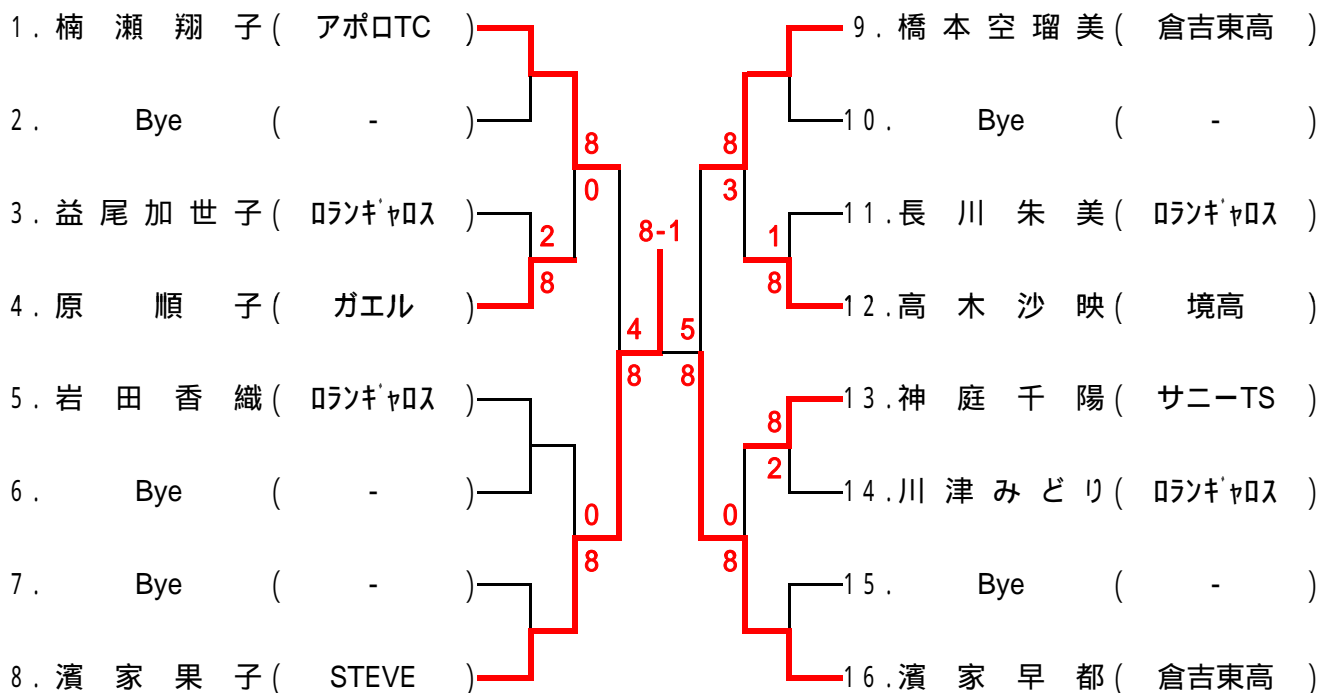 1. 楠瀬翔子 ( アポロTC )
2. Bye ( - )
8
0
3. 益尾加世子 ( ﾛﾗﾝｷﾞｬﾛｽ )
2
8
4. 原順子 ( ガエル )
4
8
5. 岩田香織 ( ﾛﾗﾝｷﾞｬﾛｽ )
6. Bye ( - )
0
8
7. Bye ( - )
8. 濱家果子 ( STEVE )
8-1
9. 橋本空瑠美 ( 倉吉東高 )
10. Bye ( - )
8
3
11. 長川朱美 ( ﾛﾗﾝｷﾞｬﾛｽ )
1
8
12. 高木沙映 ( 境高 )
5
8
13. 神庭千陽 ( サニーTS )
8
2
14. 川津みどり ( ﾛﾗﾝｷﾞｬﾛｽ )
0
8
15. Bye ( - )
16. 濱家早都 ( 倉吉東高 )